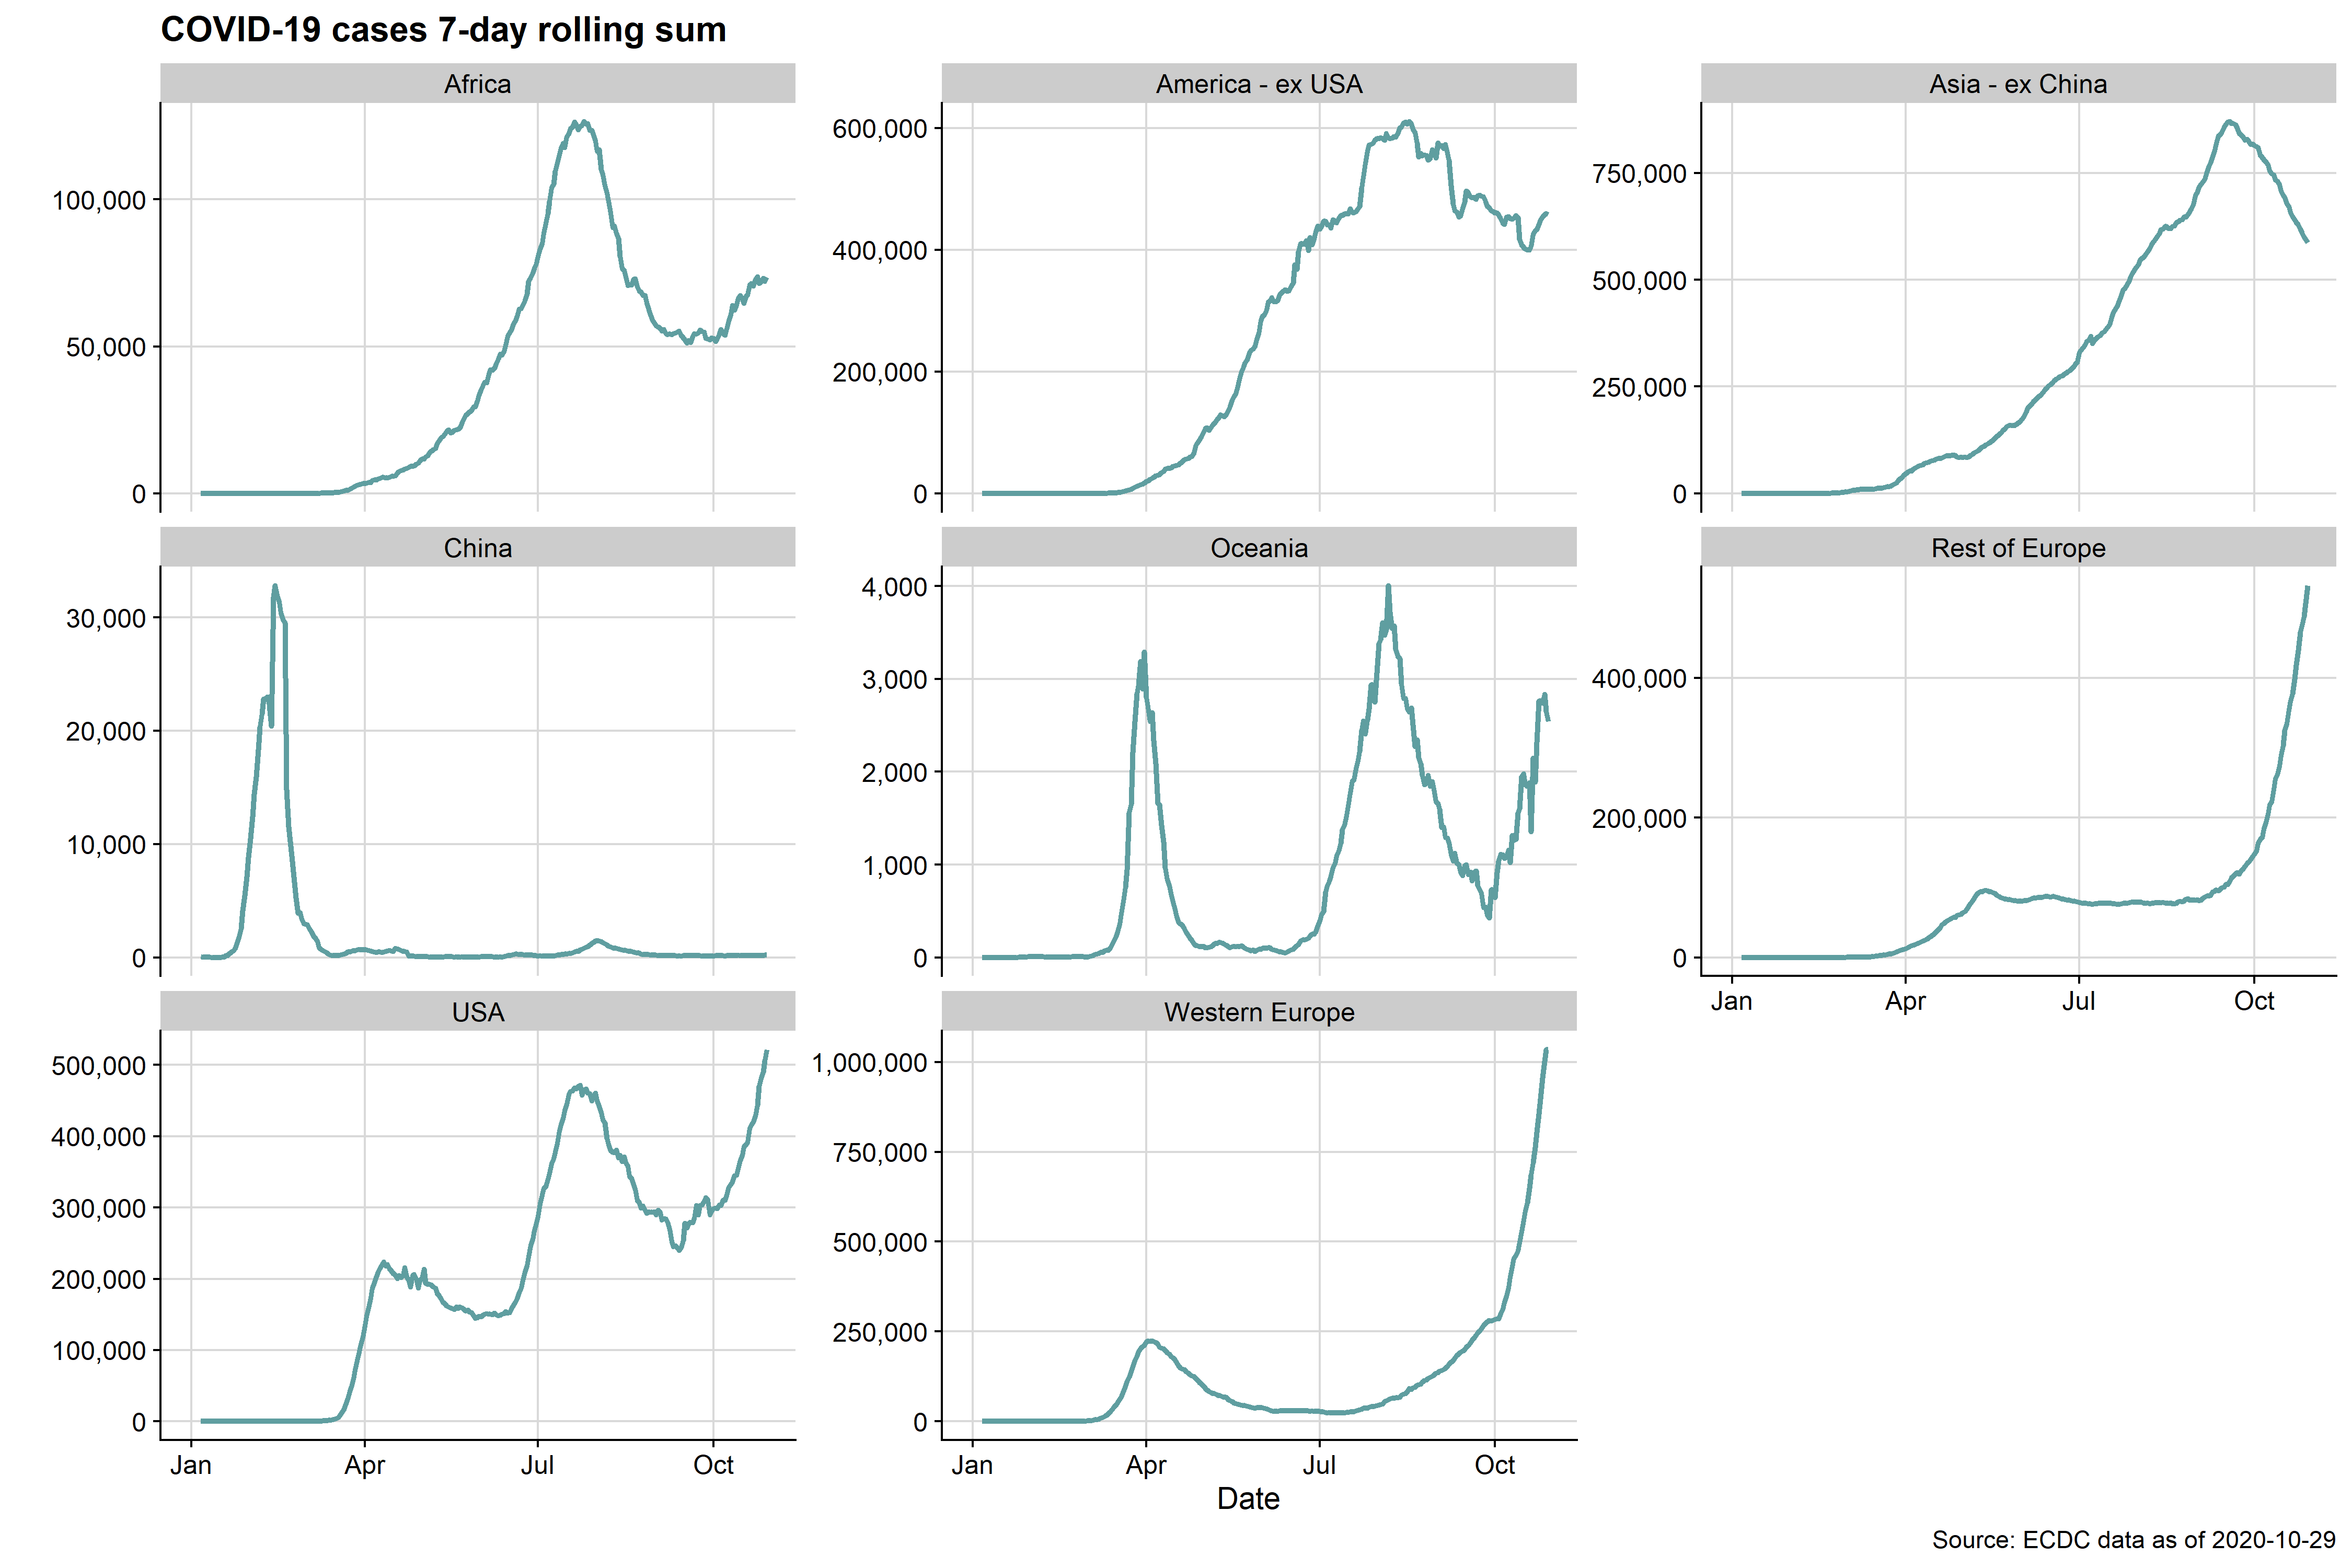 COVID-19 cases 7-day rolling sum
Africa
America - ex USA
Asia - ex China
100,000
50,000
0
600,000
400,000
200,000
0
750,000
500,000
250,000
0
China
Oceania
Rest of Europe
30,000
20,000
10,000
0
4,000
3,000
2,000
1,000
0
400,000
200,000
0
Jan Apr Jul Oct
USA
Western Europe
500,000
400,000
300,000
200,000
100,000
0
1,000,000
750,000
500,000
250,000
0
Jan Apr Jul Oct
Jan Apr Jul Oct
Date
Source: ECDC data as of 2020-10-29